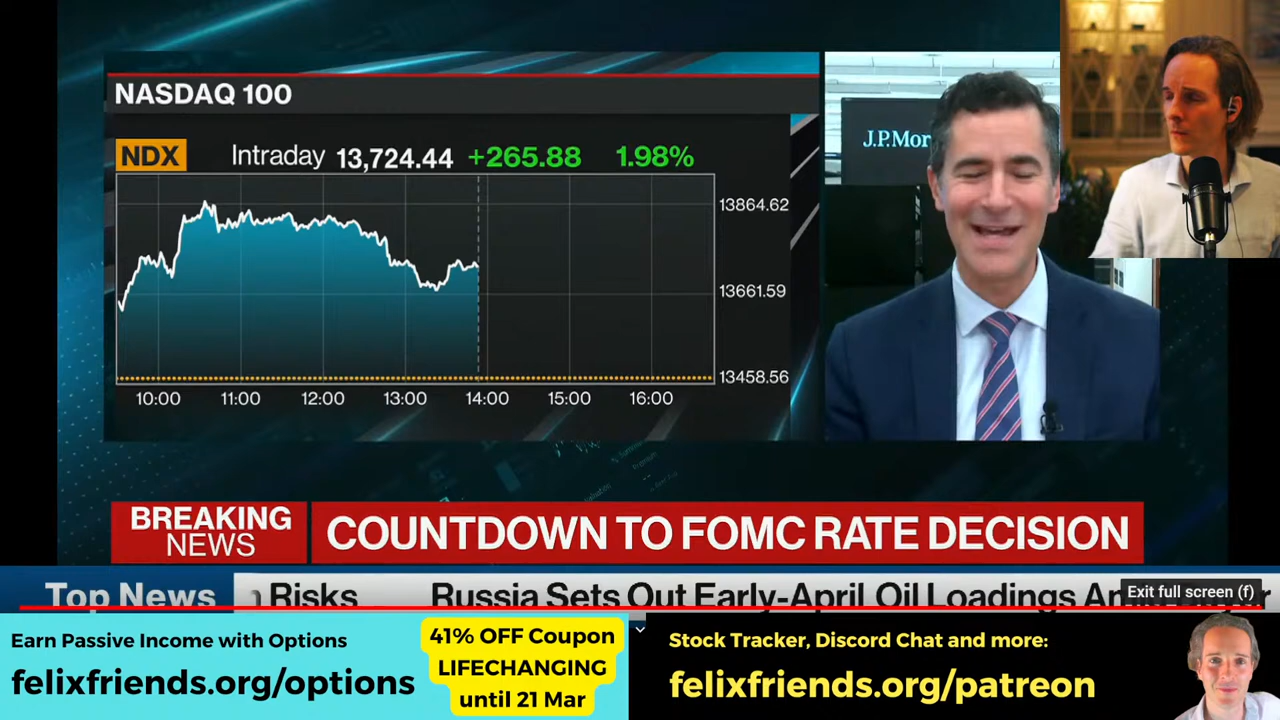 NASDAQ 100
NDX Intraday 13,724.44 +265.88 1.98%
13864.62
13661.59
13458.56
10:00 11:00 12:00 13:00 14:00 15:00 16:00
J.P.Mor
BREAKING
NEWS
COUNTDOWN TO FOMC RATE DECISION
Top News Risks Russia Sets Out Early-April Oil Loadings
Exit full screen (f)
Earn Passive Income with Options
felixfriends.org/options
41% OFF Coupon
LIFECHANGING
until 21 Mar
Stock Tracker, Discord Chat and more:
felixfriends.org/patreon